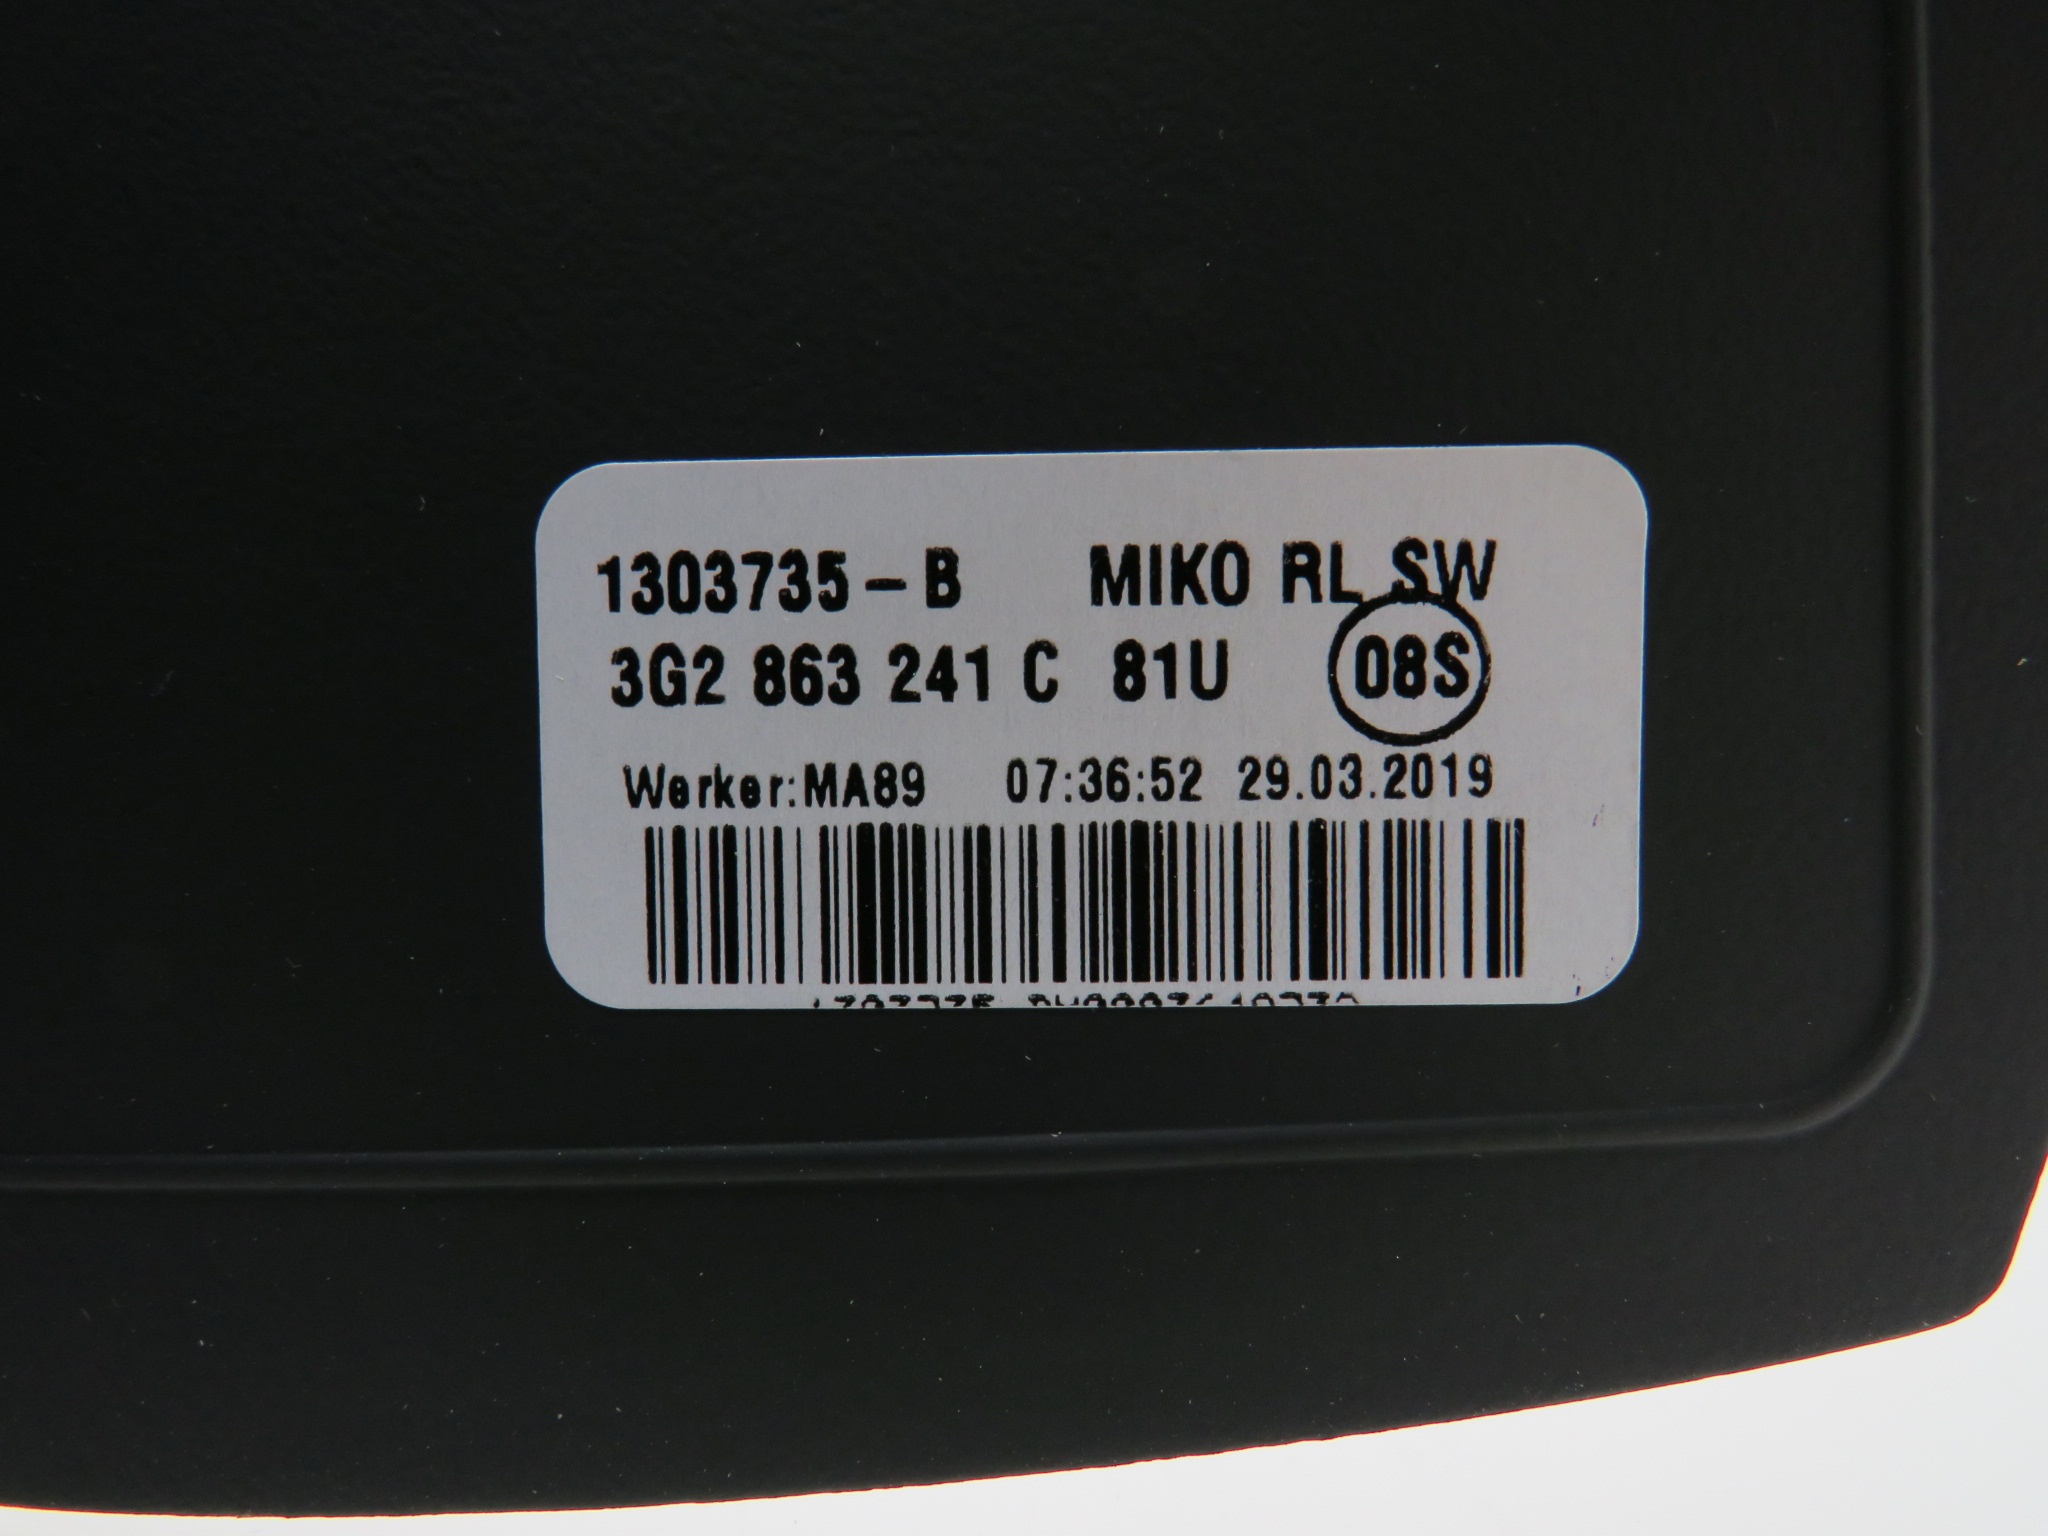 1303735-B MIKO RL SW
3G2 863 241 C 81U 08S
Werker:MA89 07:36:52 29.03.2019